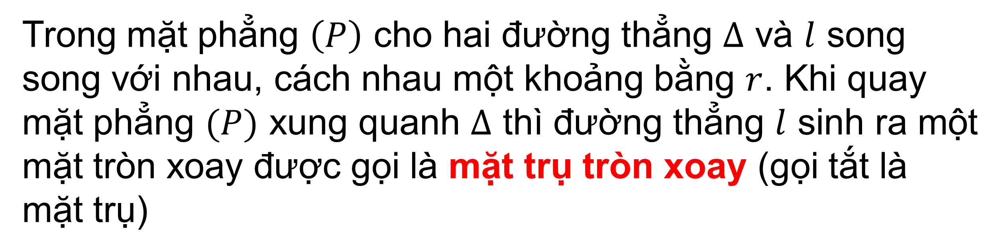 Trong mặt phẳng (P) cho hai đường thẳng Δ và l song
song với nhau, cách nhau một khoảng bằng r. Khi quay
mặt phẳng (P) xung quanh Δ thì đường thẳng l sinh ra một
mặt tròn xoay được gọi là mặt trụ tròn xoay (gọi tắt là
mặt trụ)